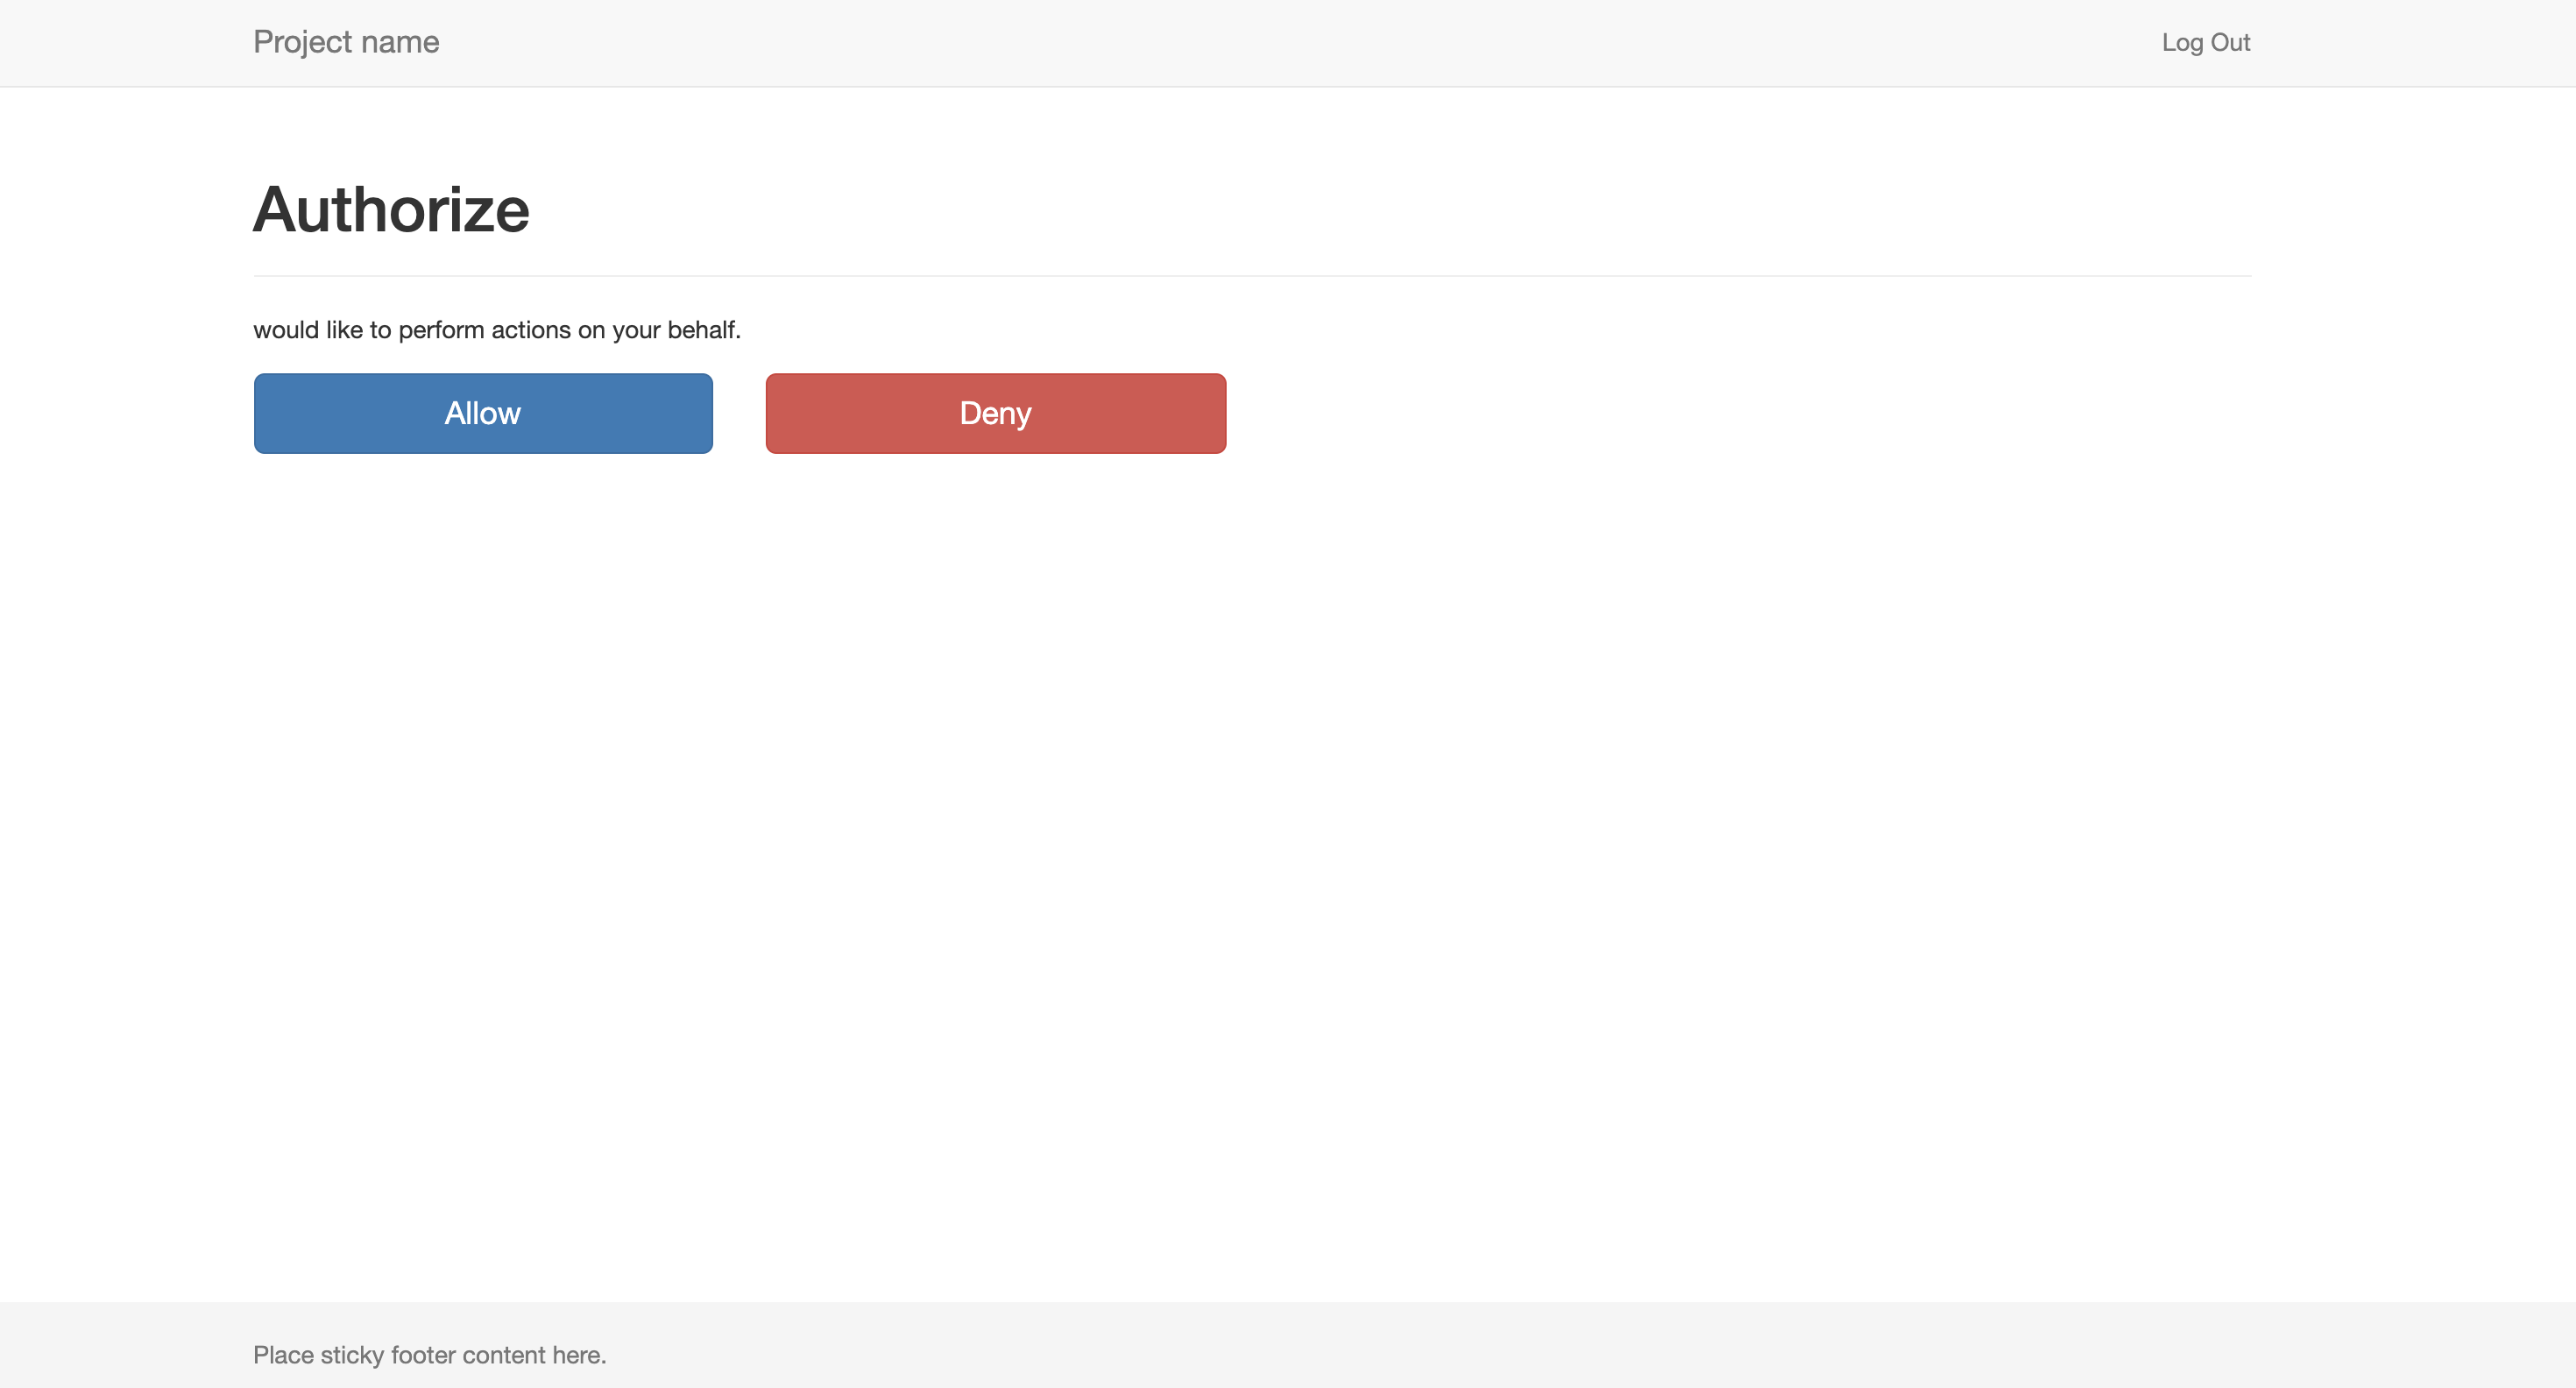 Project name
Log Out
Authorize
would like to perform actions on your behalf.
Allow
Deny
Place sticky footer content here.